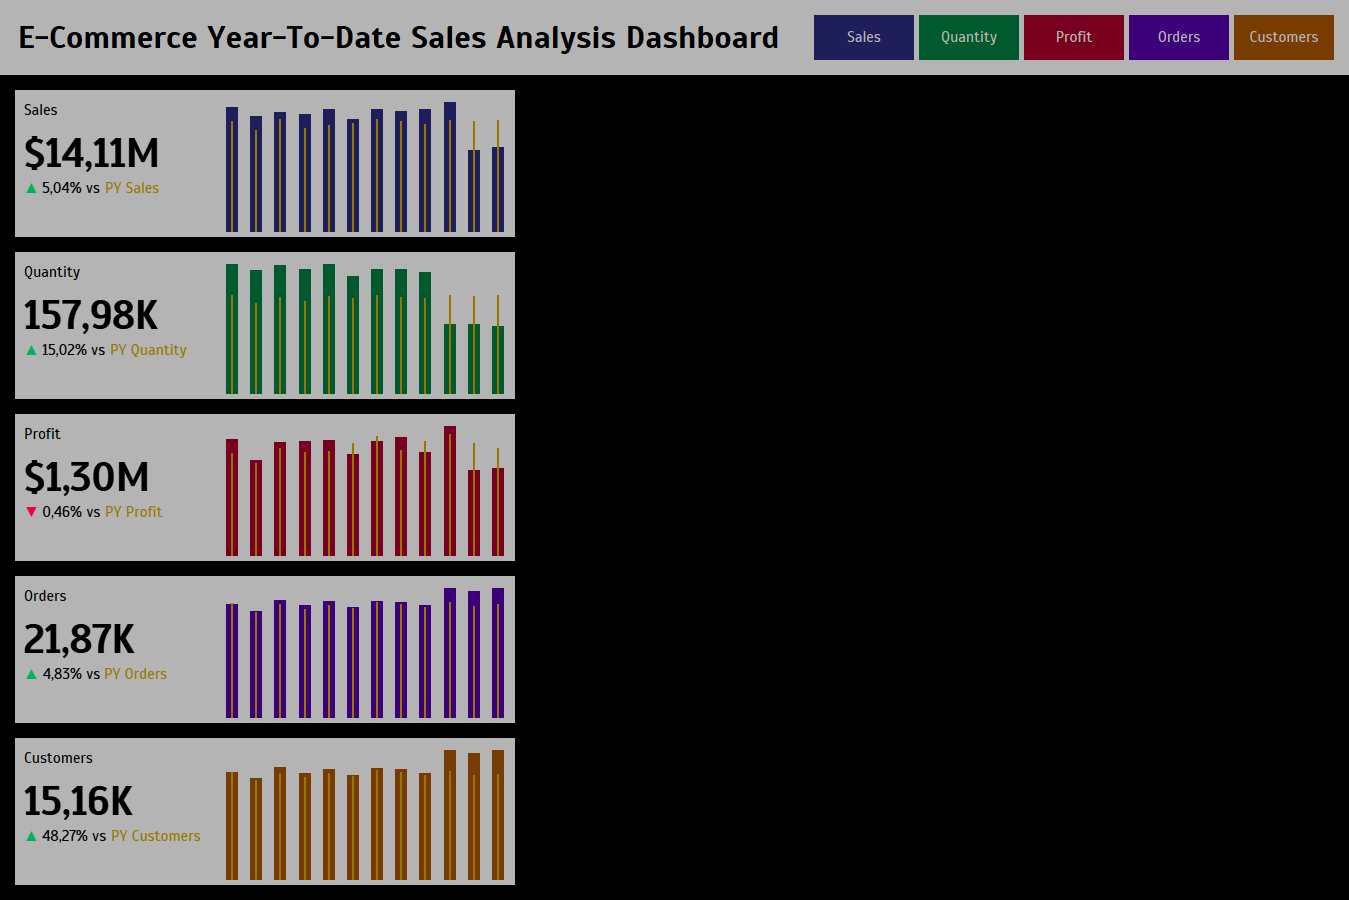 E-Commerce Year-To-Date Sales Analysis Dashboard
Sales
Quantity
Profit
Orders
Customers
Sales
$14,11M
▲ 5,04% vs PY Sales
Quantity
157,98K
▲ 15,02% vs PY Quantity
Profit
$1,30M
▼ 0,46% vs PY Profit
Orders
21,87K
▲ 4,83% vs PY Orders
Customers
15,16K
▲ 48,27% vs PY Customers